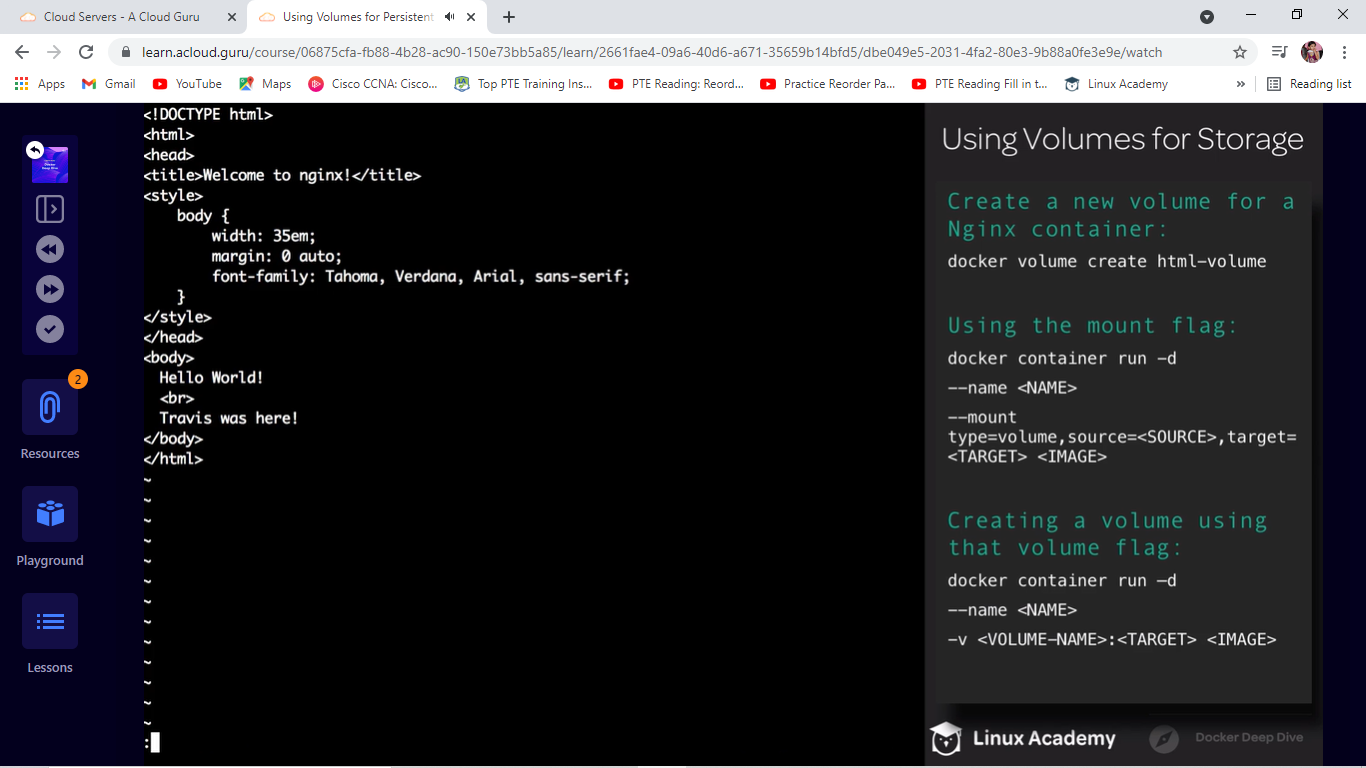 Cloud Servers - A Cloud Guru
Using Volumes for Persistent
learn.acloud.guru/course/06875cfa-fb88-4b28-ac90-150e73bb5a85/learn/2661fae4-09a6-40d6-a671-35659b14bfd5/dbe049e5-2031-4fa2-80e3-9b88a0fe3e9e/watch
Apps
Gmail
YouTube
Maps
Cisco CCNA: Cisco...
Top PTE Training Ins...
PTE Reading: Reord...
Practice Reorder Pa...
PTE Reading Fill in t...
Linux Academy
»
Reading list
Docker
Deep Dive
2
Resources
Playground
Lessons
<!DOCTYPE html>
<html>
<head>
<title>Welcome to nginx!</title>
<style>
    body {
        width: 35em;
        margin: 0 auto;
        font-family: Tahoma, Verdana, Arial, sans-serif;
    }
</style>
</head>
<body>
  Hello World!
  <br>
  Travis was here!
</body>
</html>
~
~
~
~
~
~
~
~
~
~
~
~
~
:
Using Volumes for Storage
Create a new volume for a
Nginx container:
docker volume create html-volume
Using the mount flag:
docker container run –d
--name <NAME>
--mount
type=volume,source=<SOURCE>,target=
<TARGET> <IMAGE>
Creating a volume using
that volume flag:
docker container run –d
--name <NAME>
-v <VOLUME-NAME>:<TARGET> <IMAGE>
Linux Academy
Docker Deep Dive